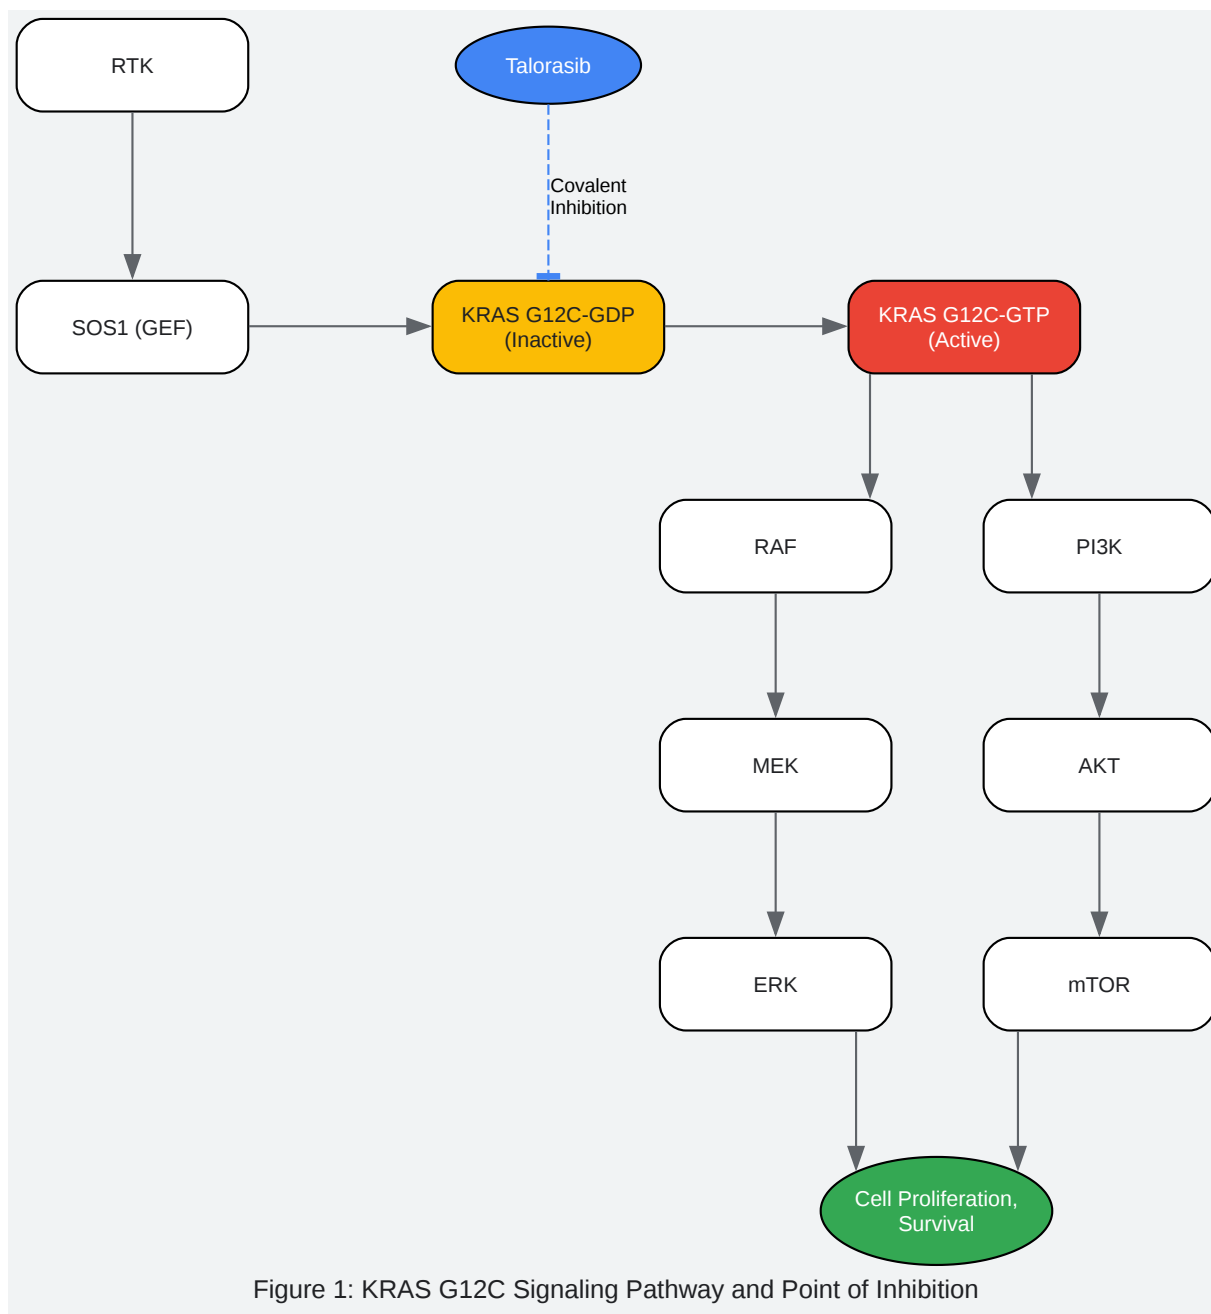 RTK
Talorasib
Covalent
Inhibition
SOS1 (GEF)
KRAS G12C-GDP
(Inactive)
KRAS G12C-GTP
(Active)
RAF
PI3K
MEK
AKT
ERK
mTOR
Cell Proliferation,
Survival
Figure 1: KRAS G12C Signaling Pathway and Point of Inhibition